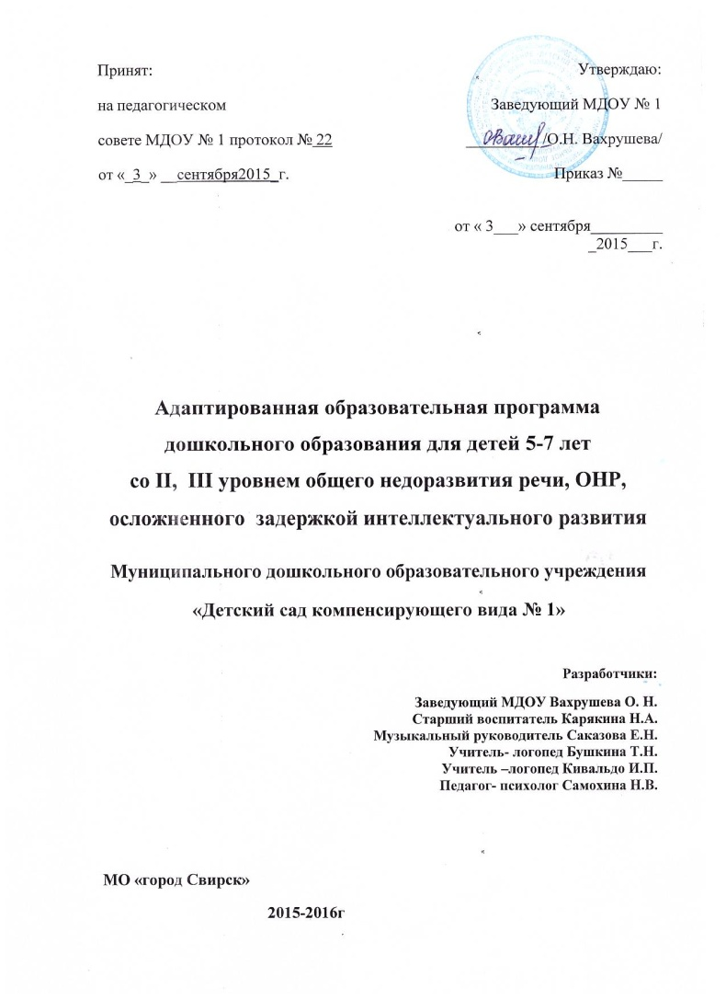 Принят:
Утверждаю:
на педагогическом
Заведующий МДОУ № 1
совете МДОУ № 1 протокол № 22
/О.Н. Вахрушева/
от «_3_» __сентября2015_г.
Приказ №_____
от « 3___» сентября_________
_2015___г.
Адаптированная образовательная программа
дошкольного образования для детей 5-7 лет
со II, III уровнем общего недоразвития речи, ОНР,
осложненного задержкой интеллектуального развития
Муниципального дошкольного образовательного учреждения
«Детский сад компенсирующего вида № 1»
Разработчики:
Заведующий МДОУ Вахрушева О. Н.
Старший воспитатель Карякина Н.А.
Музыкальный руководитель Саказова Е.Н.
Учитель- логопед Бушкина Т.Н.
Учитель –логопед Кивальдо И.П.
Педагог- психолог Самохина Н.В.
МО «город Свирск»
2015-2016г